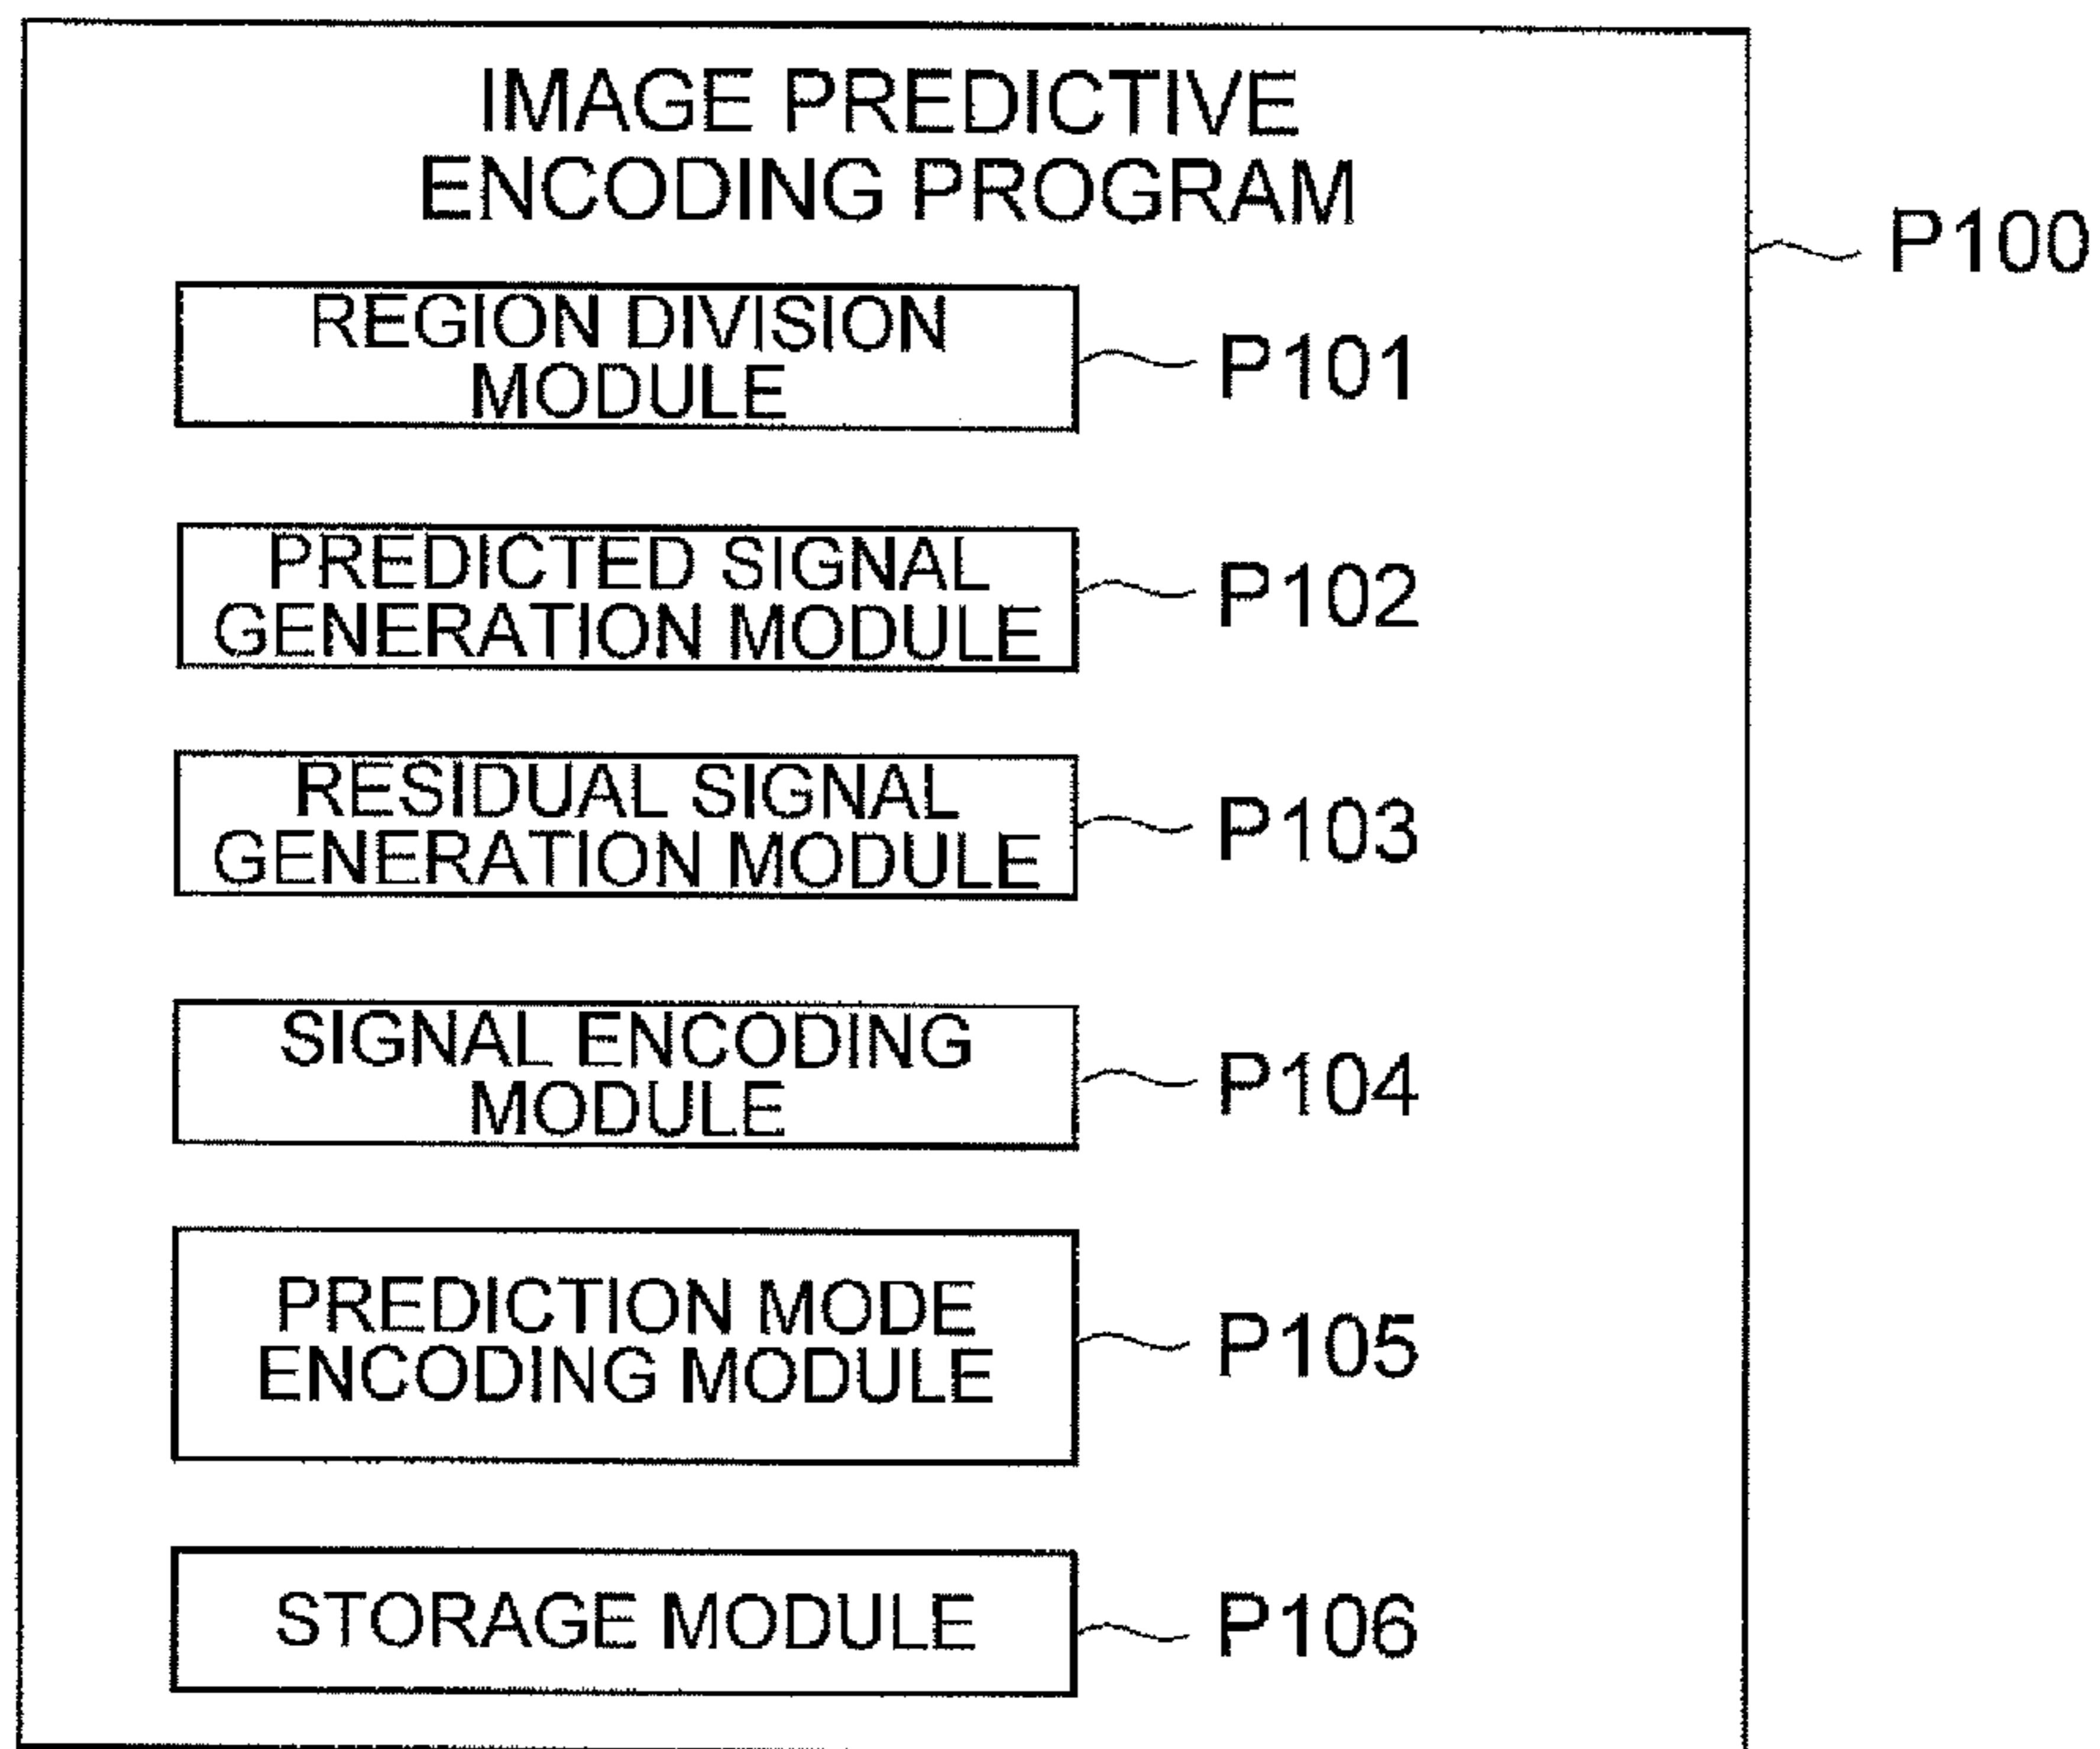 IMAGE PREDICTIVE
ENCODING PROGRAM
P100
REGION DIVISION
MODULE
P101
PREDICTED SIGNAL
GENERATION MODULE
P102
RESIDUAL SIGNAL
GENERATION MODULE
P103
SIGNAL ENCODING
MODULE
P104
PREDICTION MODE
ENCODING MODULE
P105
STORAGE MODULE
P106